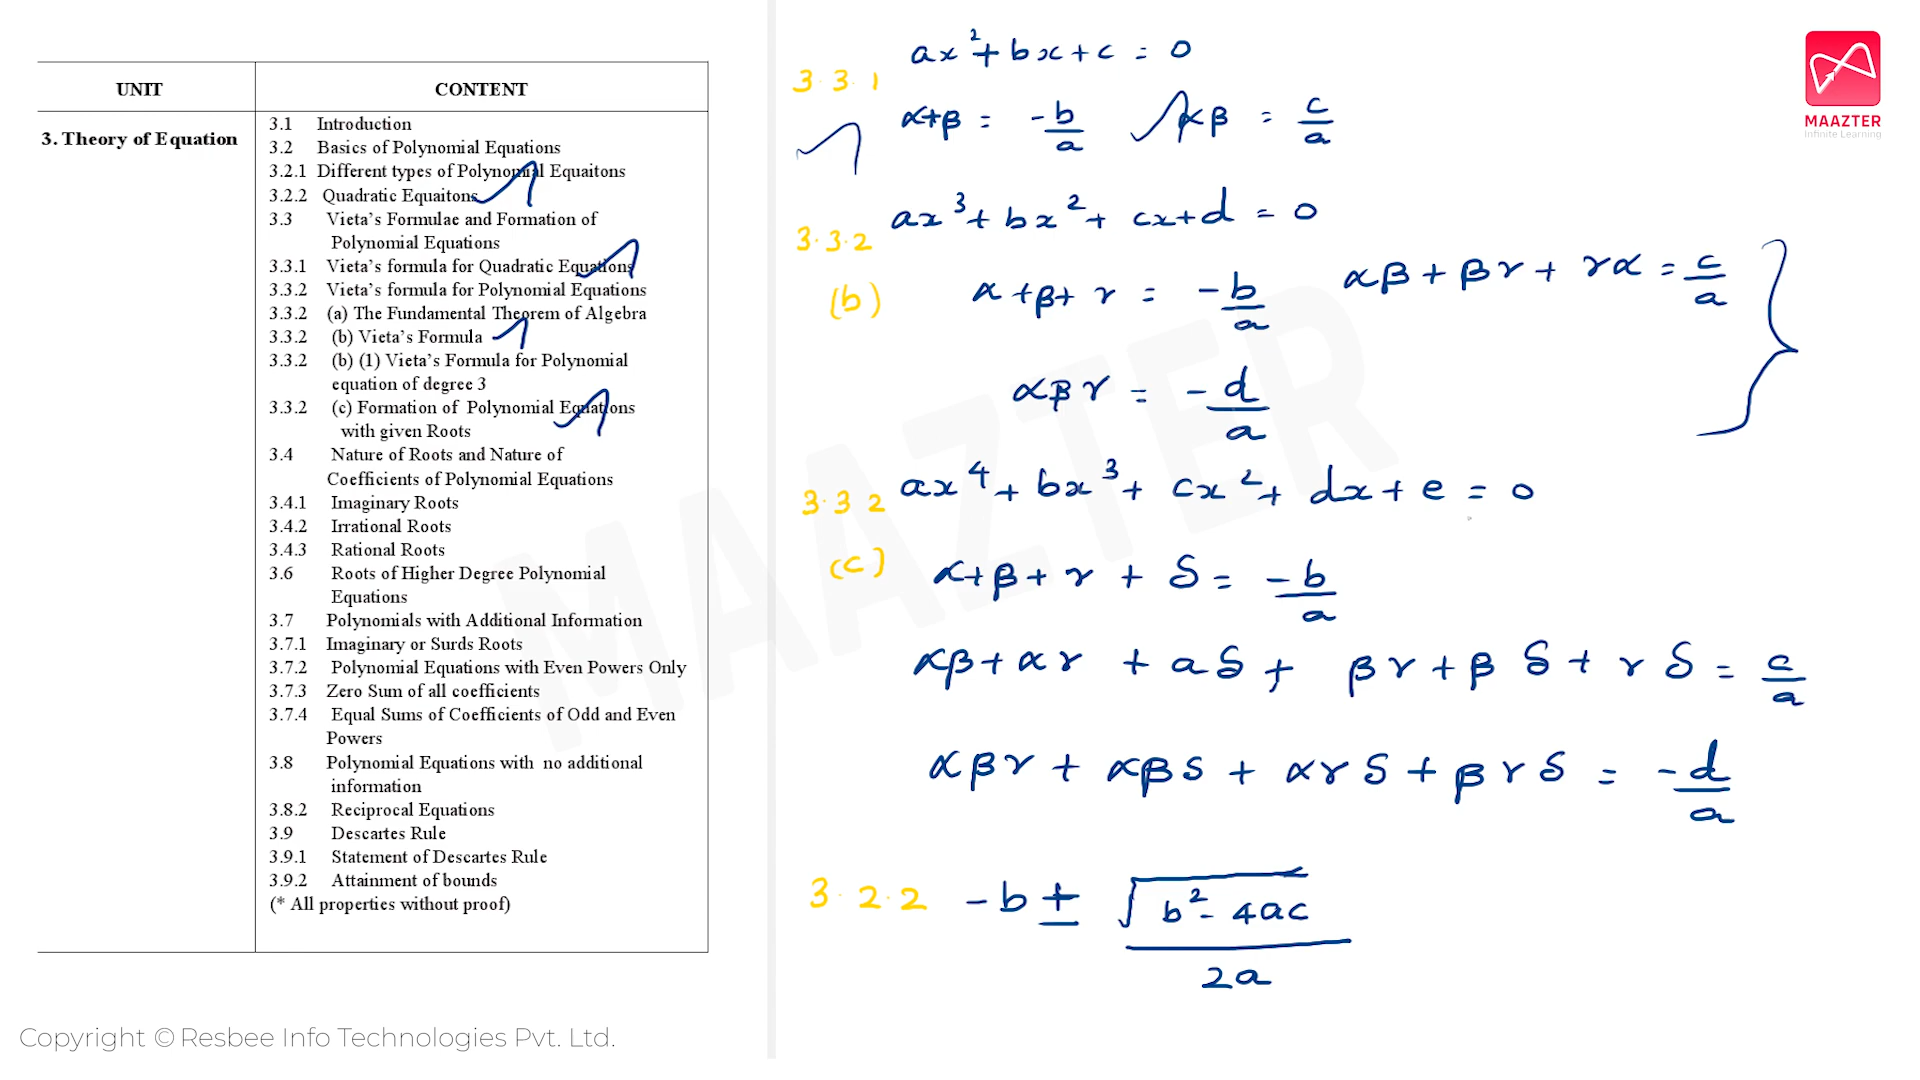 UNIT CONTENT
3. Theory of Equation
3.1 Introduction
3.2 Basics of Polynomial Equations
3.2.1 Different types of Polynomial Equaitons
3.2.2 Quadratic Equaitons
3.3 Vieta's Formulae and Formation of
Polynomial Equations
3.3.1 Vieta's formula for Quadratic Equations
3.3.2 Vieta's formula for Polynomial Equations
3.3.2 (a) The Fundamental Theorem of Algebra
3.3.2 (b) Vieta's Formula
3.3.2 (b) (1) Vieta's Formula for Polynomial
equation of degree 3
3.3.2 (c) Formation of Polynomial Equations
with given Roots
3.4 Nature of Roots and Nature of
Coefficients of Polynomial Equations
3.4.1 Imaginary Roots
3.4.2 Irrational Roots
3.4.3 Rational Roots
3.6 Roots of Higher Degree Polynomial
Equations
3.7 Polynomials with Additional Information
3.7.1 Imaginary or Surds Roots
3.7.2 Polynomial Equations with Even Powers Only
3.7.3 Zero Sum of all coefficients
3.7.4 Equal Sums of Coefficients of Odd and Even
Powers
3.8 Polynomial Equations with no additional
information
3.8.2 Reciprocal Equations
3.9 Descartes Rule
3.9.1 Statement of Descartes Rule
3.9.2 Attainment of bounds
(* All properties without proof)
ax² + bx + c = 0
3.3.1
α+β = -b/a αβ = c/a
ax³ + bx² + cx + d = 0
3.3.2
(b) α+β+γ = -b/a αβ + βγ + γα = c/a
αβγ = -d/a
3.3 2 ax⁴ + bx³ + cx² + dx + e = 0
(c) α+β+γ + δ = -b/a
αβ + αγ + aδ + βγ + βδ + γδ = c/a
αβγ + αβδ + αγδ + βγδ = -d/a
3.2.2 -b ± √b² - 4ac
2a
MAAZTER
Infinite Learning
MAAZTER
Copyright © Resbee Info Technologies Pvt. Ltd.